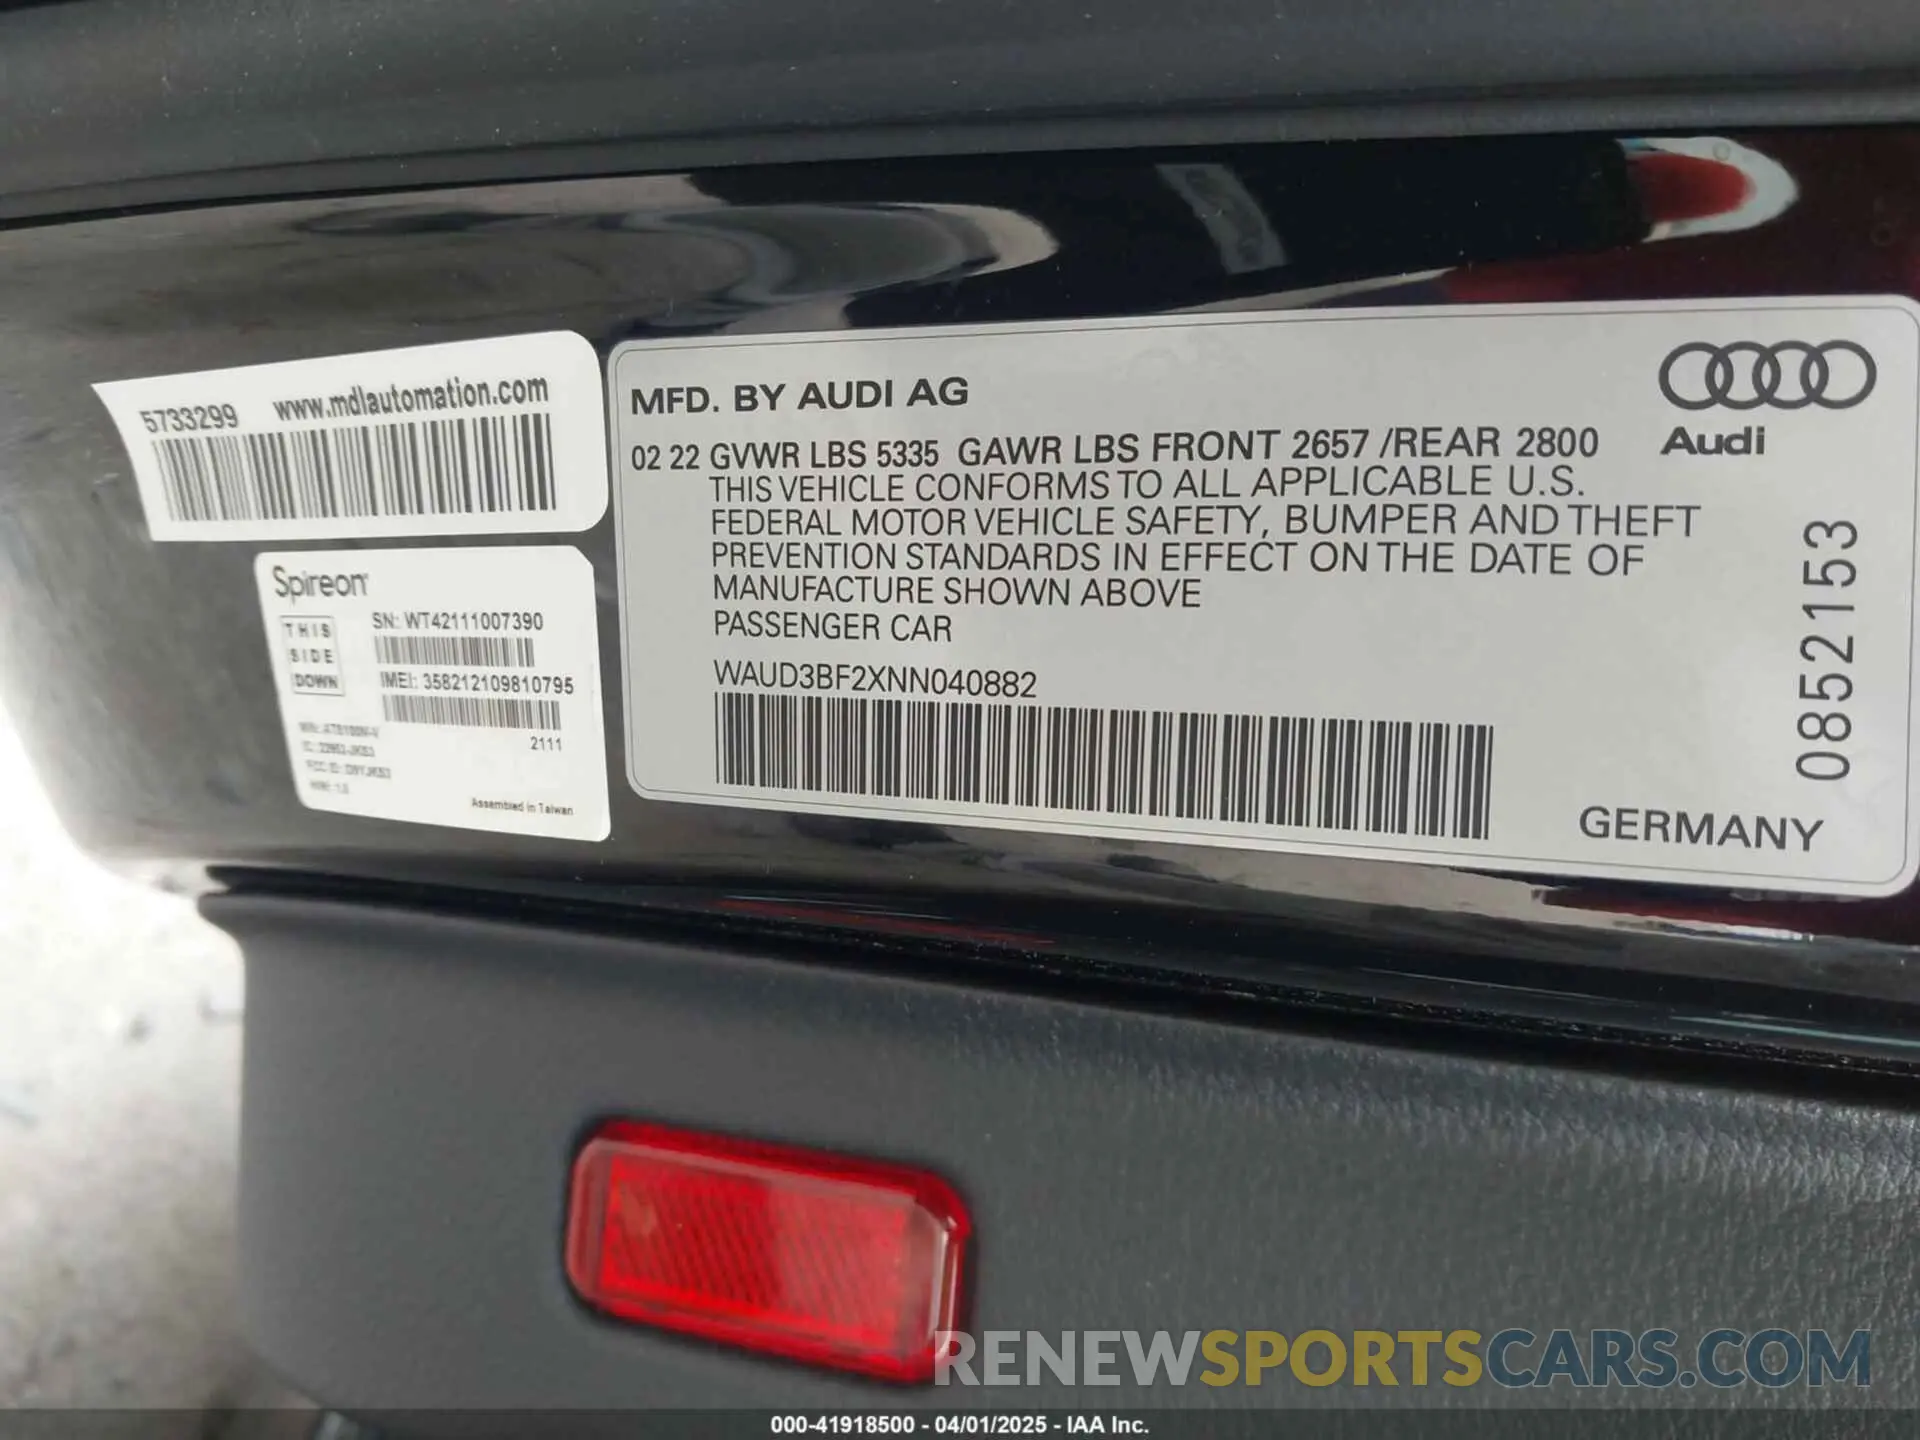 5733299 www.mdlautomation.com
Spireon
THIS
SIDE
DOWN
SN: WT42111007390
IMEI: 358212109810795
2111
Assembled in Taiwan
MFD. BY AUDI AG
Audi
02 22 GVWR LBS 5335 GAWR LBS FRONT 2657 /REAR 2800
THIS VEHICLE CONFORMS TO ALL APPLICABLE U.S.
FEDERAL MOTOR VEHICLE SAFETY, BUMPER AND THEFT
PREVENTION STANDARDS IN EFFECT ON THE DATE OF
MANUFACTURE SHOWN ABOVE
PASSENGER CAR
WAUD3BF2XNN040882
0852153
GERMANY
RENEWSPORTSCARS.COM
000-41918500 - 04/01/2025 - IAA Inc.